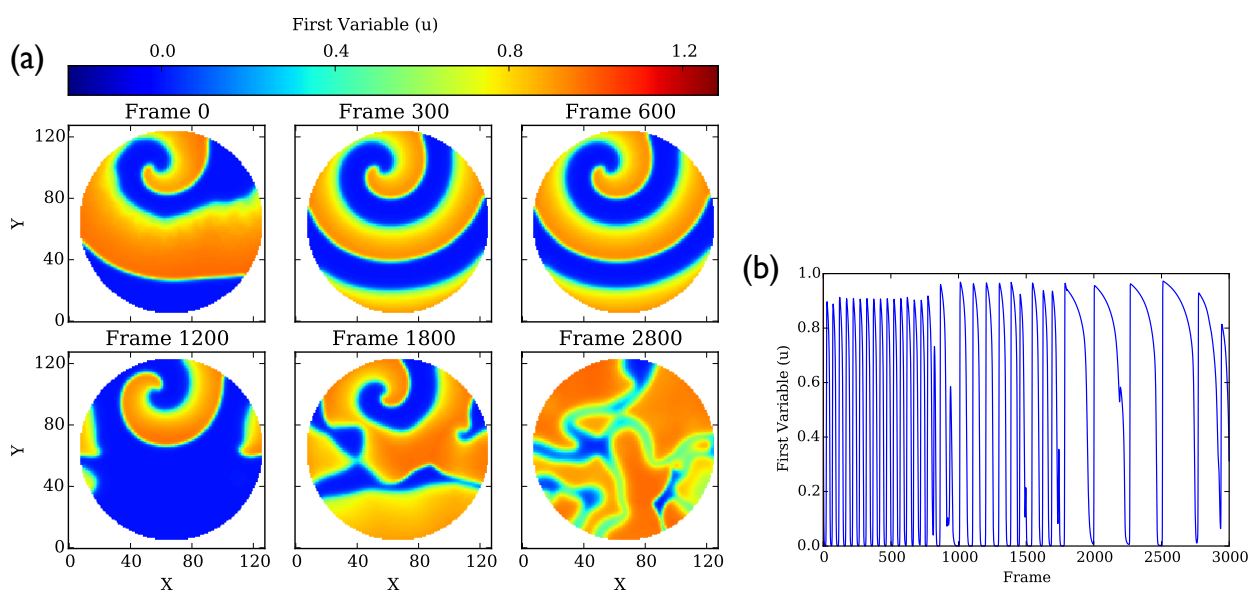 First Variable (u)
(a)
0.0 0.4 0.8 1.2
Frame 0 Frame 300 Frame 600
120
80
40
0
Y
Frame 1200 Frame 1800 Frame 2800
120
80
40
0
Y
0 40 80 120 0 40 80 120 0 40 80 120
X X X
(b)
1.0
0.8
0.6
0.4
0.2
0.0
First Variable (u)
0 500 1000 1500 2000 2500 3000
Frame